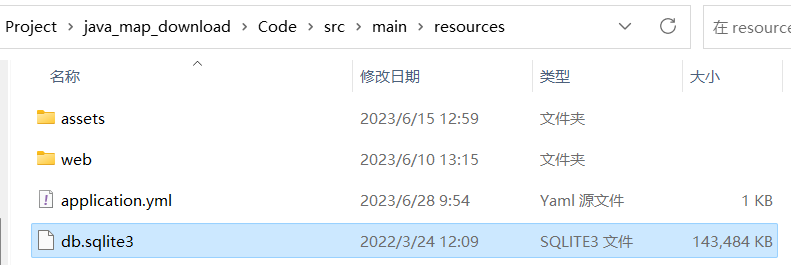 Project > java_map_download > Code > src > main > resources 在 resource
名称 修改日期 类型 大小
assets 2023/6/15 12:59 文件夹
web 2023/6/10 13:15 文件夹
application.yml 2023/6/28 9:54 Yaml 源文件 1 KB
db.sqlite3 2022/3/24 12:09 SQLITE3 文件 143,484 KB